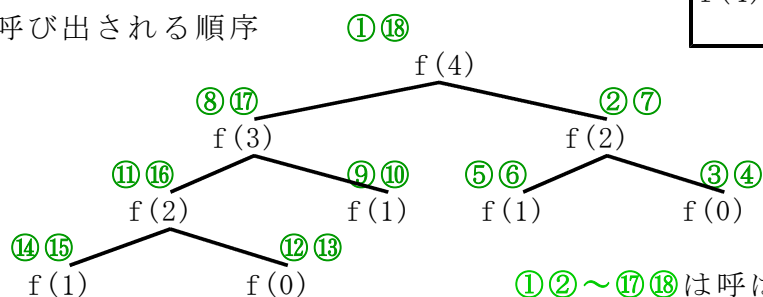 呼び出される順序
①⑱
f(4)
⑧⑰ ②⑦
f(3) f(2)
⑪⑯ ⑨⑩ ⑤⑥ ③④
f(2) f(1) f(1) f(0)
⑭⑮ ⑫⑬
f(1) f(0)
①②～⑰⑱は呼